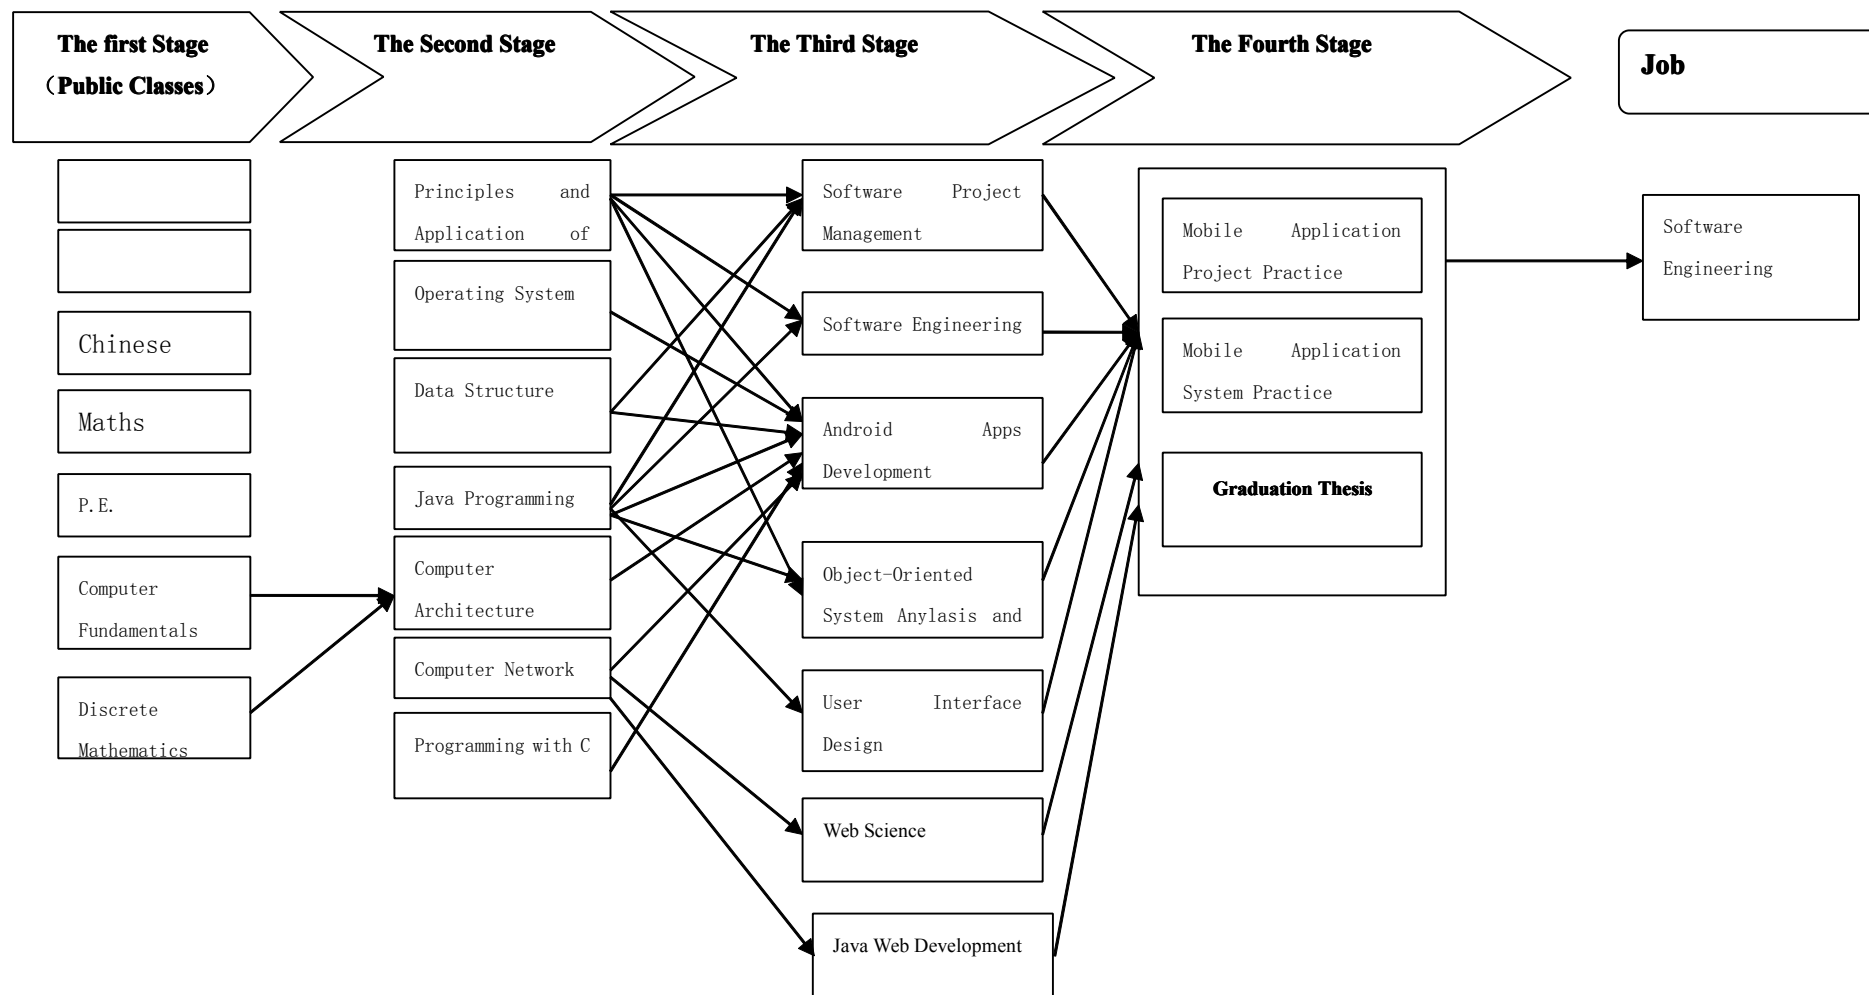 The first Stage
（Public Classes）
The Second Stage
The Third Stage
The Fourth Stage
Job
Chinese
Maths
P.E.
Computer
Fundamentals
Discrete
Mathematics
Principles and
Application of
Operating System
Data Structure
Java Programming
Computer
Architecture
Computer Network
Programming with C
Software Project
Management
Software Engineering
Android Apps
Development
Object-Oriented
System Anylasis and
User Interface
Design
Web Science
Java Web Development
Mobile Application
Project Practice
Mobile Application
System Practice
Graduation Thesis
Software
Engineering